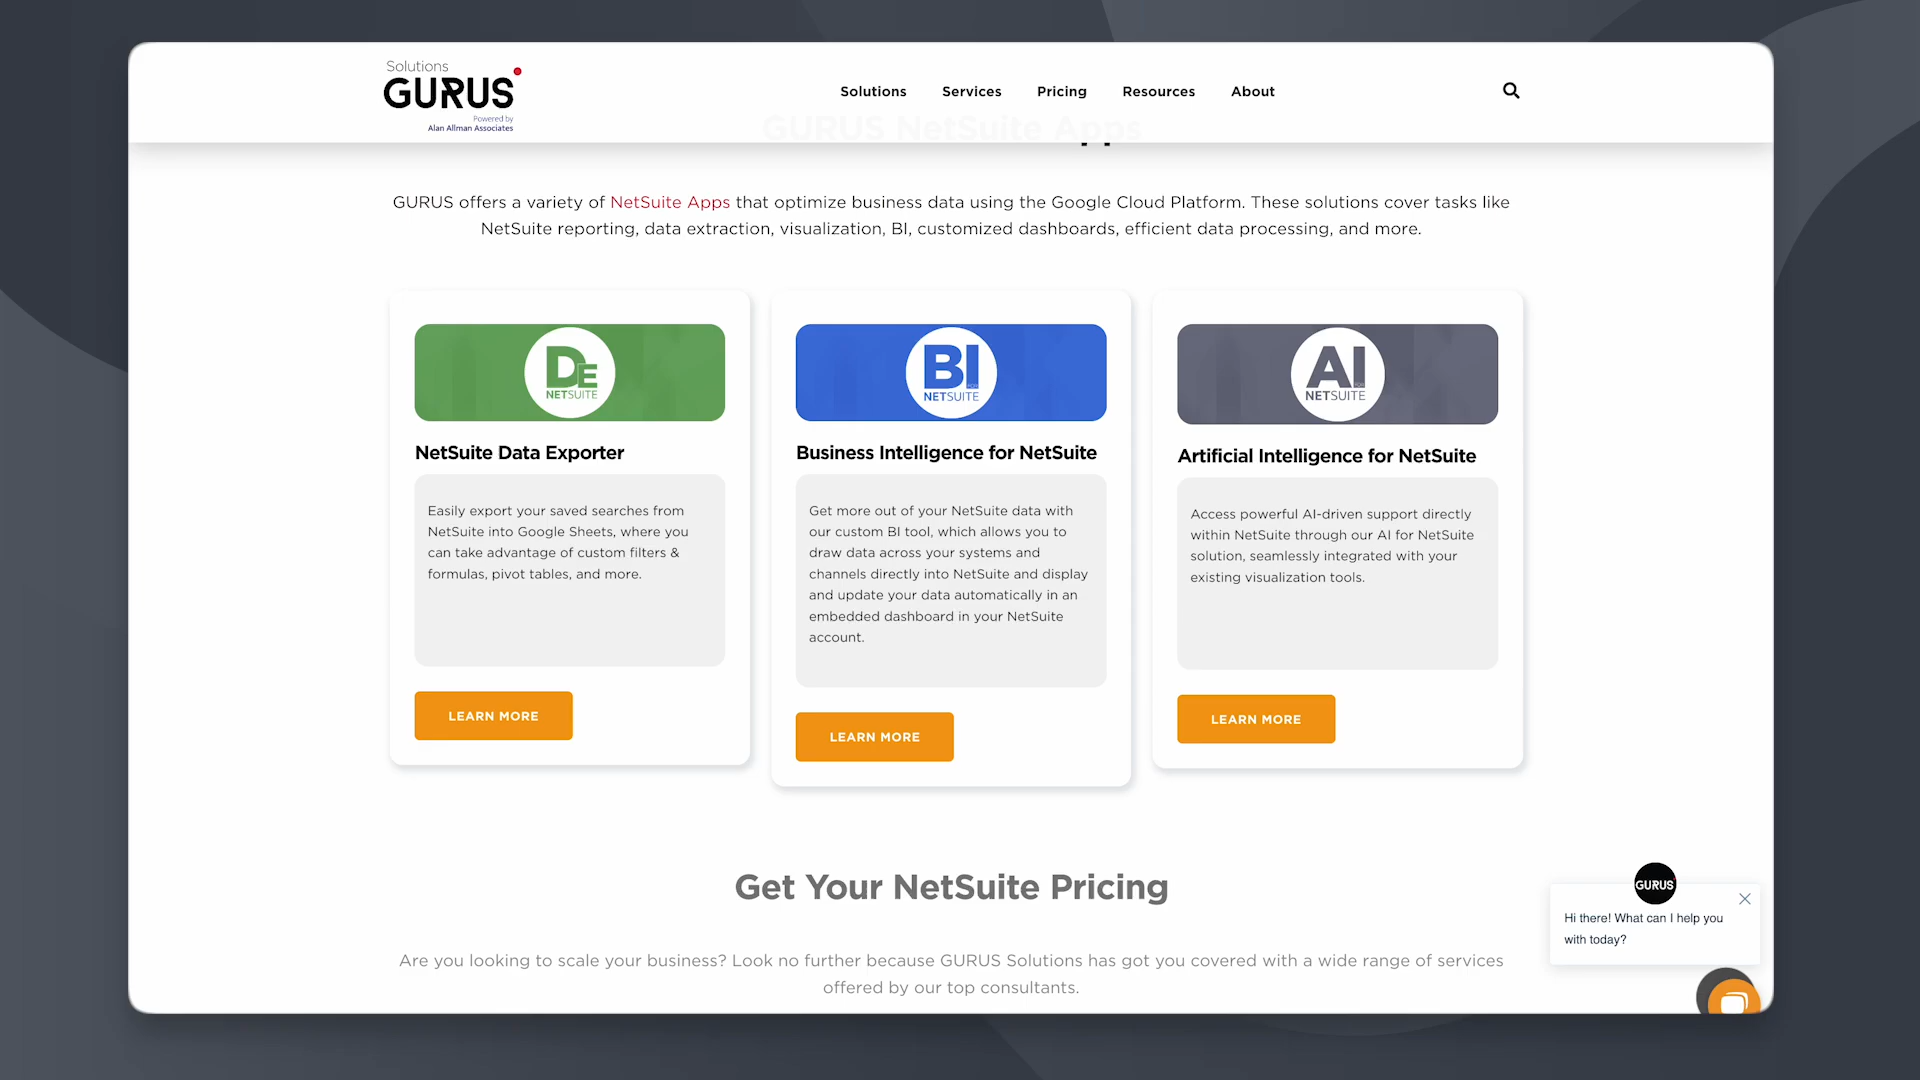 Solutions
GURUS
Powered by
Alan Allman Associates
Solutions
Services
Pricing
Resources
About
GURUS NetSuite Apps
GURUS offers a variety of NetSuite Apps that optimize business data using the Google Cloud Platform. These solutions cover tasks like
NetSuite reporting, data extraction, visualization, BI, customized dashboards, efficient data processing, and more.
DE
NETSUITE
NetSuite Data Exporter
Easily export your saved searches from
NetSuite into Google Sheets, where you
can take advantage of custom filters &
formulas, pivot tables, and more.
LEARN MORE
BI
NETSUITE
Business Intelligence for NetSuite
Get more out of your NetSuite data with
our custom BI tool, which allows you to
draw data across your systems and
channels directly into NetSuite and display
and update your data automatically in an
embedded dashboard in your NetSuite
account.
LEARN MORE
AI
NETSUITE
Artificial Intelligence for NetSuite
Access powerful AI-driven support directly
within NetSuite through our AI for NetSuite
solution, seamlessly integrated with your
existing visualization tools.
LEARN MORE
Get Your NetSuite Pricing
Are you looking to scale your business? Look no further because GURUS Solutions has got you covered with a wide range of services
offered by our top consultants.
GURUS
Hi there! What can I help you
with today?